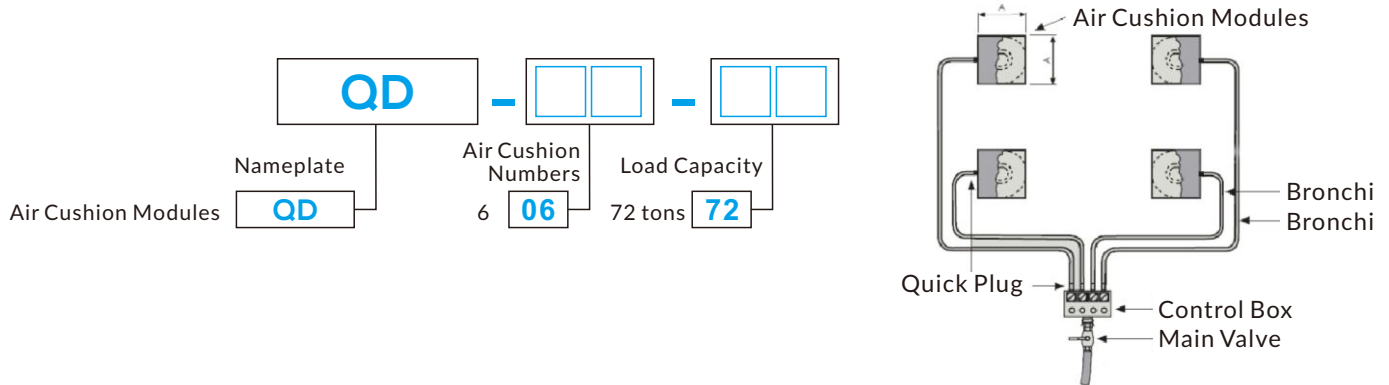 QD
Nameplate
Air Cushion
Numbers
Load Capacity
Air Cushion Modules
QD
6
06
72 tons
72
A
Air Cushion Modules
A
Bronchi
Bronchi
Quick Plug
Control Box
Main Valve